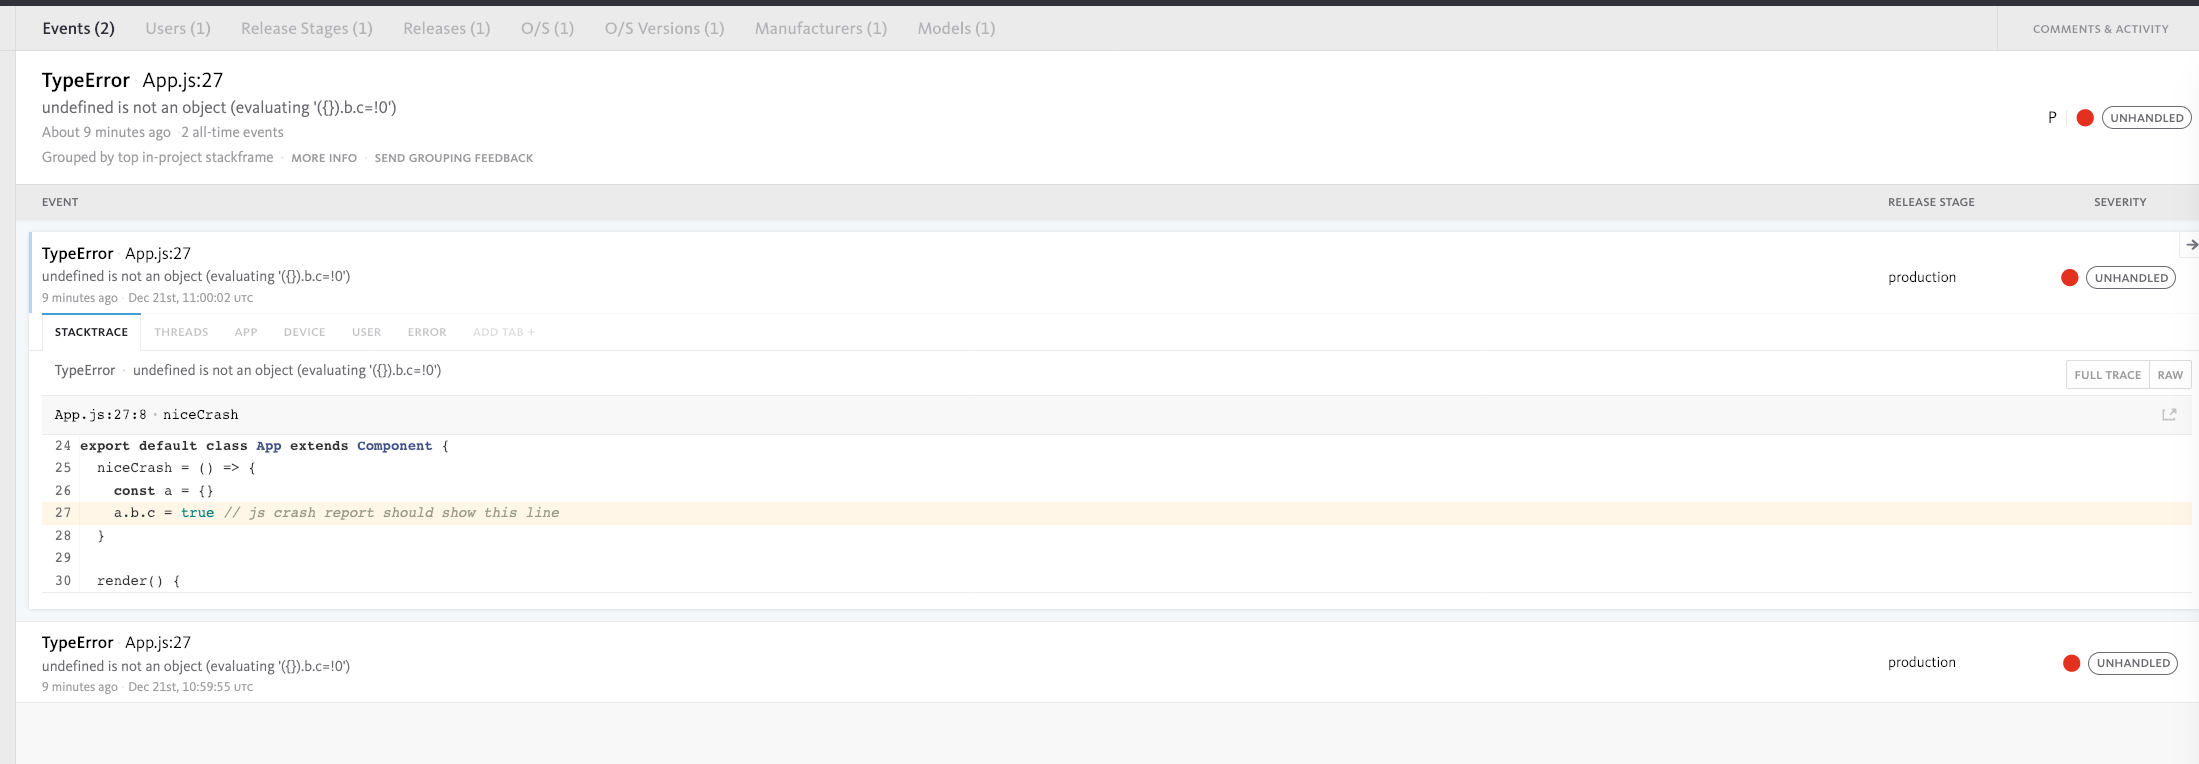 Events (2) Users (1) Release Stages (1) Releases (1) O/S (1) O/S Versions (1) Manufacturers (1) Models (1) COMMENTS & ACTIVITY
TypeError · App.js:27
undefined is not an object (evaluating '({}).b.c=!0')
About 9 minutes ago · 2 all-time events
P UNHANDLED
Grouped by top in-project stackframe · MORE INFO · SEND GROUPING FEEDBACK
EVENT RELEASE STAGE SEVERITY
TypeError · App.js:27
undefined is not an object (evaluating '({}).b.c=!0')
9 minutes ago · Dec 21st, 11:00:02 UTC
production UNHANDLED
STACKTRACE THREADS APP DEVICE USER ERROR ADD TAB +
TypeError · undefined is not an object (evaluating '({}).b.c=!0') FULL TRACE RAW
App.js:27:8 · niceCrash
24 export default class App extends Component {
25 niceCrash = () => {
26 const a = {}
27 a.b.c = true // js crash report should show this line
28 }
29
30 render() {
TypeError · App.js:27
undefined is not an object (evaluating '({}).b.c=!0')
9 minutes ago · Dec 21st, 10:59:55 UTC
production UNHANDLED